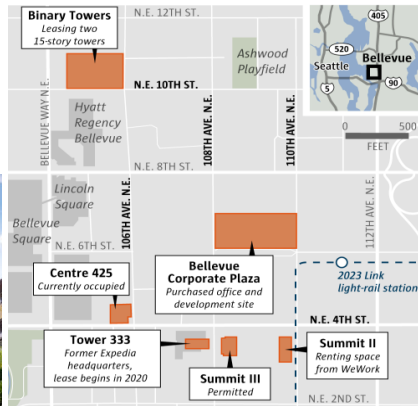 N.E. 12TH ST.
Binary Towers
Leasing two
15-story towers
Ashwood
Playfield
N.E. 10TH ST.
BELLEVUE WAY N.E.
Hyatt
Regency
Bellevue
108TH AVE. N.E.
110TH AVE. N.E.
N.E. 8TH ST.
405
520
Bellevue
Seattle
5
90
0 500
FEET
Lincoln
Square
Bellevue
Square
106TH AVE. N.E.
112TH AVE. N.E.
N.E. 6TH ST.
Centre 425
Currently occupied
Bellevue
Corporate Plaza
Purchased office and
development site
2023 Link
light-rail station
N.E. 4TH ST.
Tower 333
Former Expedia
headquarters,
lease begins in 2020
Summit III
Permitted
Summit II
Renting space
from WeWork
N.E. 2ND ST.